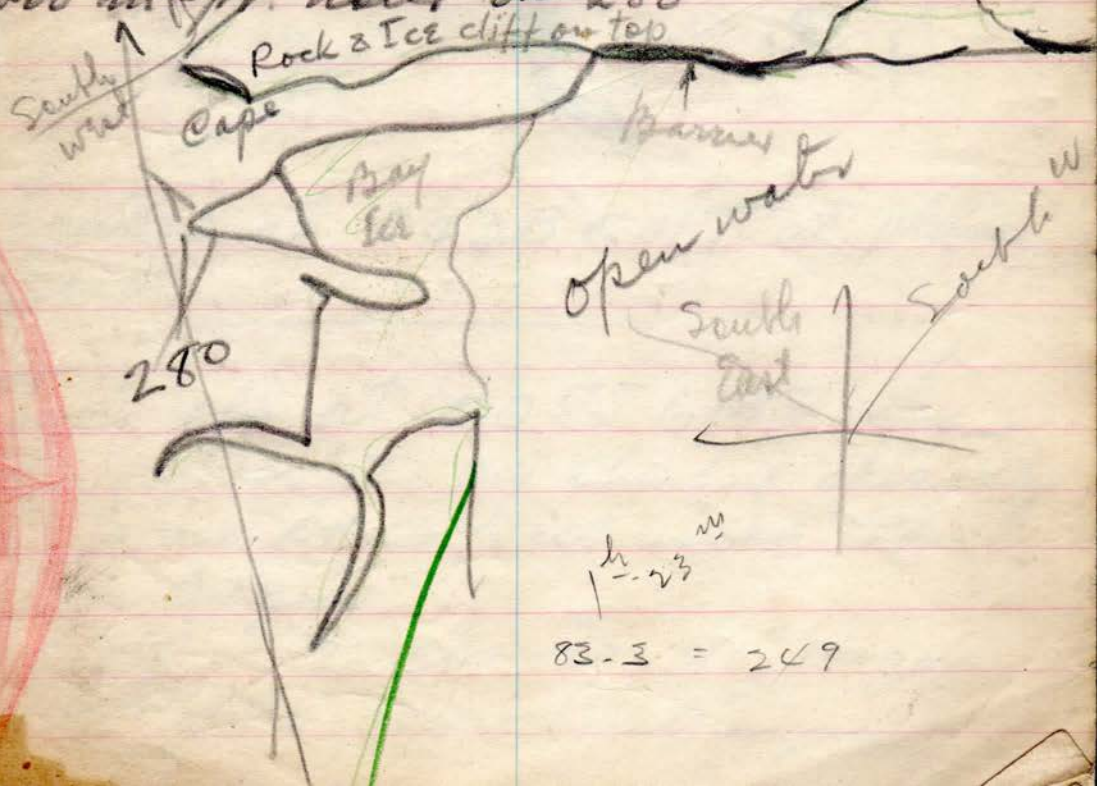 280
Rock & Ice cliff on top
South
West
Cape
Barrier
Bay
Ice
open water
South W
South
East
280
1h-23m
83-3 = 249